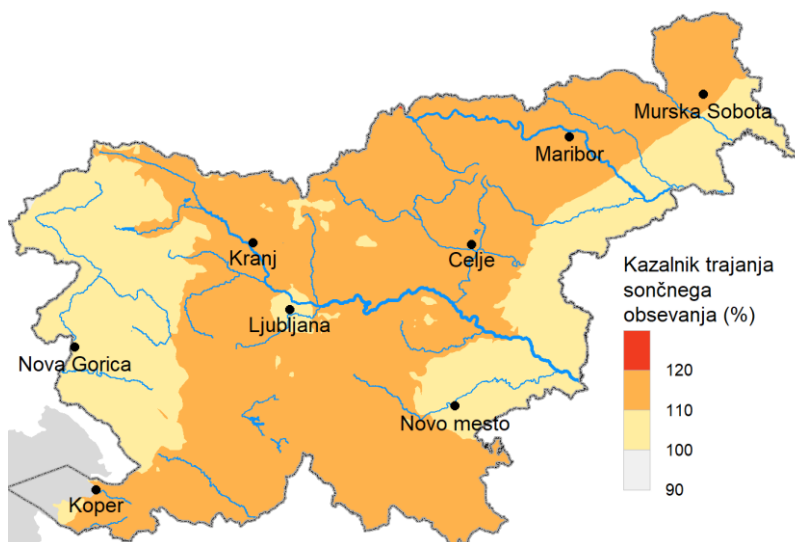 Murska Sobota
Maribor
Kranj
Celje
Ljubljana
Nova Gorica
Novo mesto
Koper
Kazalnik trajanja
sončnega
obsevanja (%)
120
110
100
90